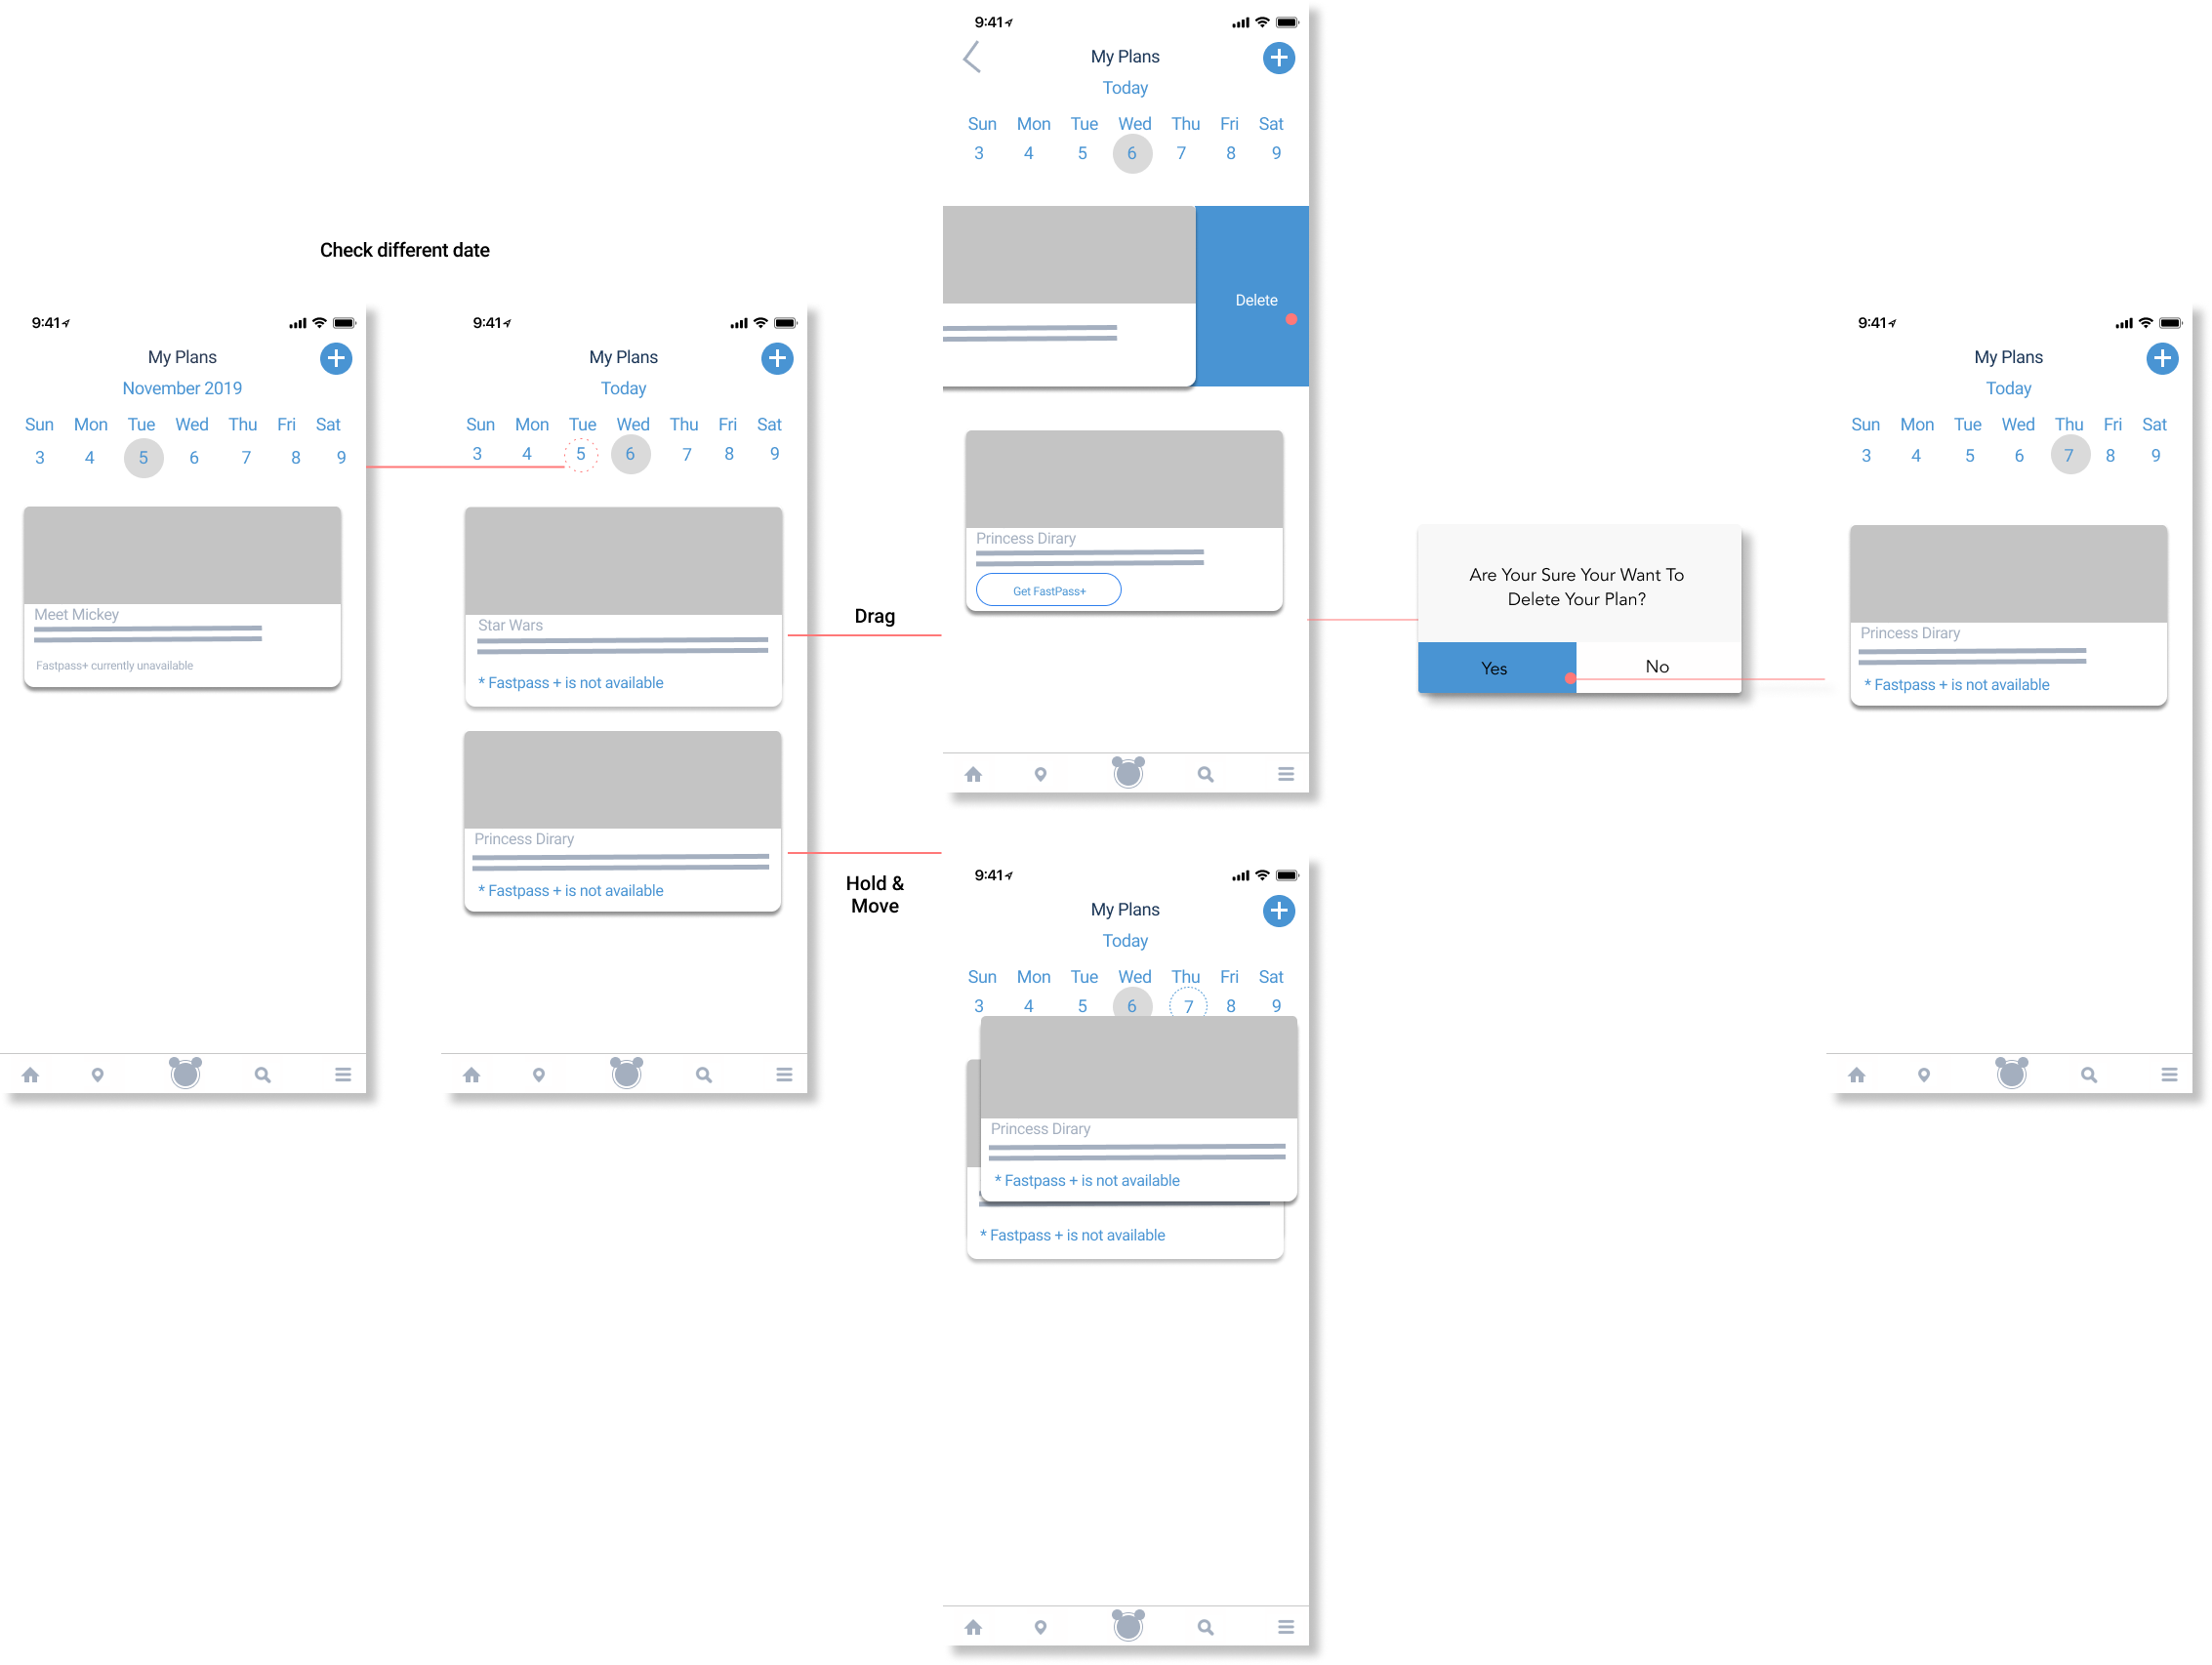 Check different date
9:41
My Plans
November 2019
Sun Mon Tue Wed Thu Fri Sat
3 4 5 6 7 8 9
Meet Mickey
Fastpass+ currently unavailable
9:41
My Plans
Today
Sun Mon Tue Wed Thu Fri Sat
3 4 5 6 7 8 9
Star Wars
* Fastpass + is not available
Princess Dirary
* Fastpass + is not available
Drag
Hold &
Move
9:41
My Plans
Today
Sun Mon Tue Wed Thu Fri Sat
3 4 5 6 7 8 9
Delete
Princess Dirary
Get FastPass+
9:41
My Plans
Today
Sun Mon Tue Wed Thu Fri Sat
3 4 5 6 7 8 9
Princess Dirary
* Fastpass + is not available
* Fastpass + is not available
Are Your Sure Your Want To
Delete Your Plan?
Yes No
9:41
My Plans
Today
Sun Mon Tue Wed Thu Fri Sat
3 4 5 6 7 8 9
Princess Dirary
* Fastpass + is not available